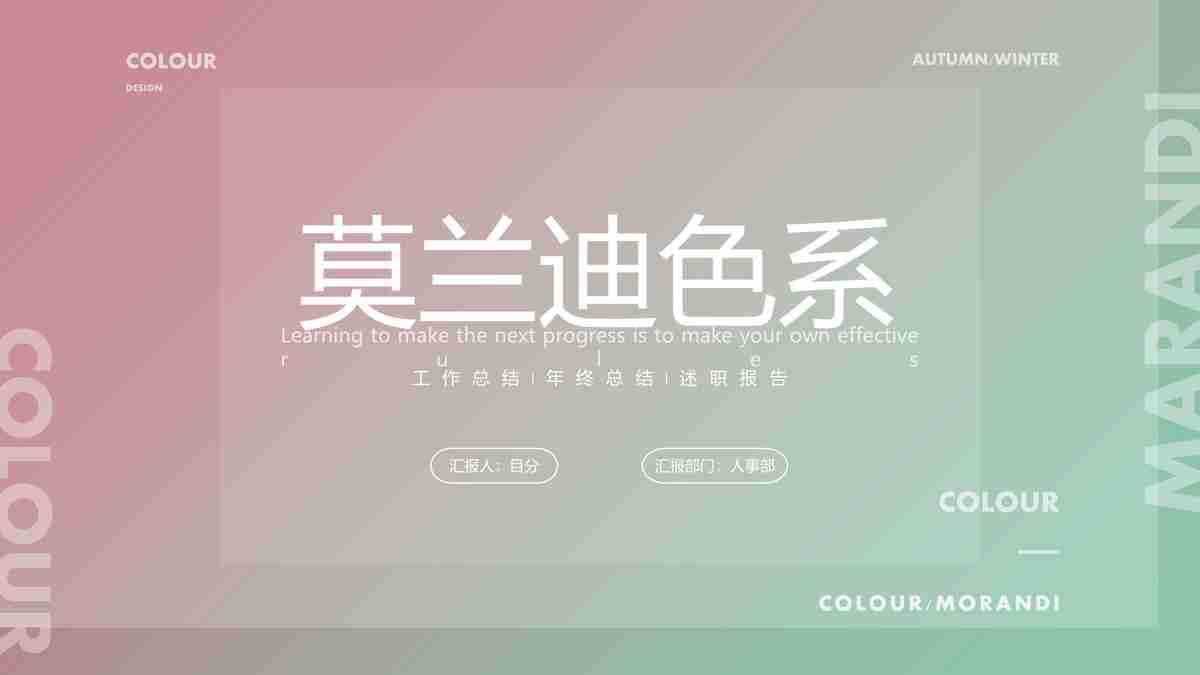 COLOUR
DESIGN
AUTUMN/WINTER
MARANDI
莫兰迪色系
Learning to make the next progress is to make your own effective
rules
工作总结|年终总结|述职报告
汇报人：目分
汇报部门：人事部
COLOUR
COLOUR
COLOUR/MORANDI